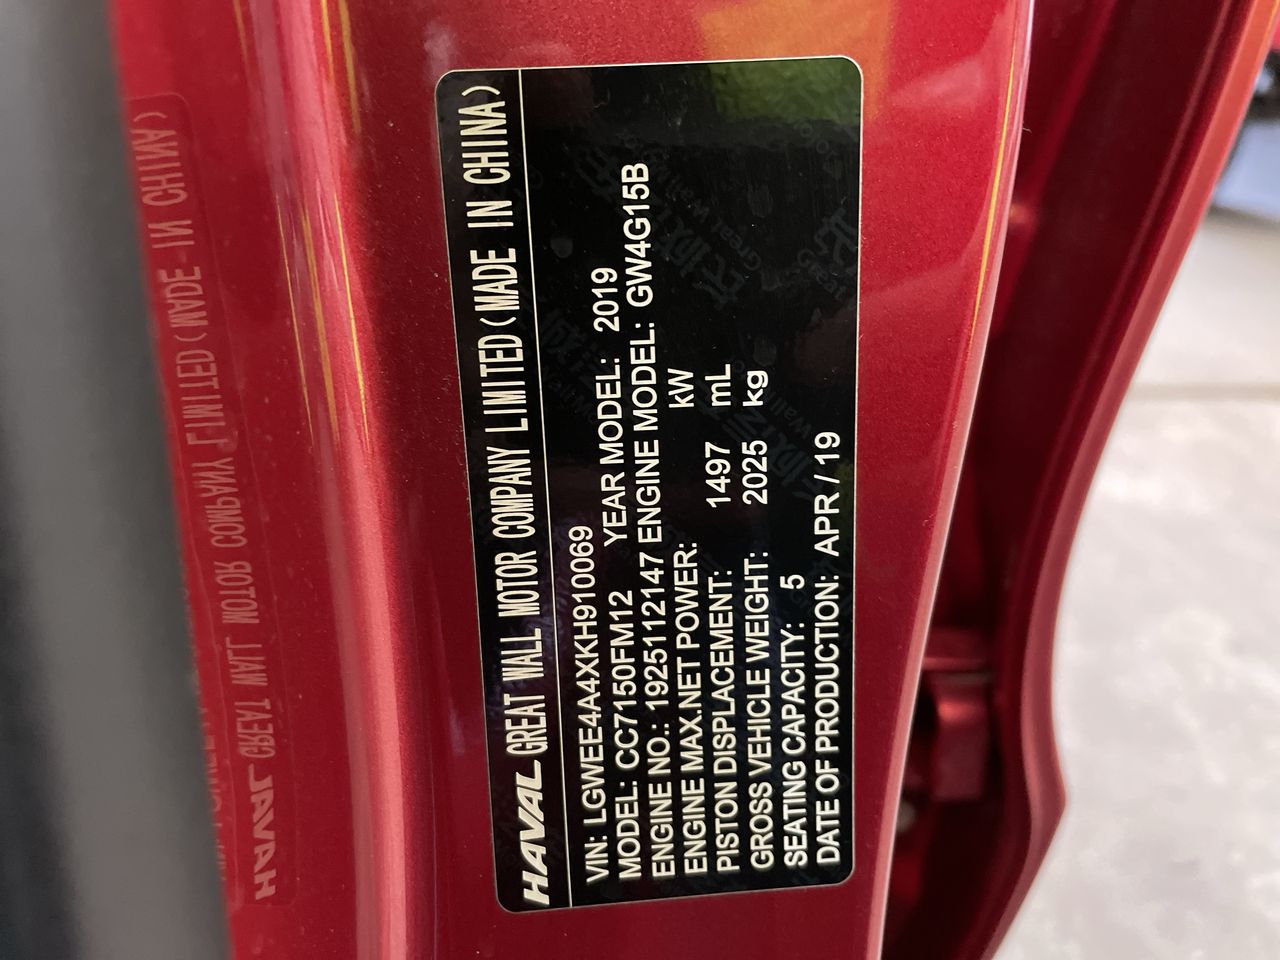 HAVAL GREAT WALL MOTOR COMPANY LIMITED(MADE IN CHINA)
VIN: LGWEE4A4XKH910069
MODEL: CC7150FM12 YEAR MODEL: 2019
ENGINE NO.: 1925112147 ENGINE MODEL: GW4G15B
ENGINE MAX.NET POWER: kW
PISTON DISPLACEMENT: 1497 mL
GROSS VEHICLE WEIGHT: 2025 kg
SEATING CAPACITY: 5
DATE OF PRODUCTION: APR / 19